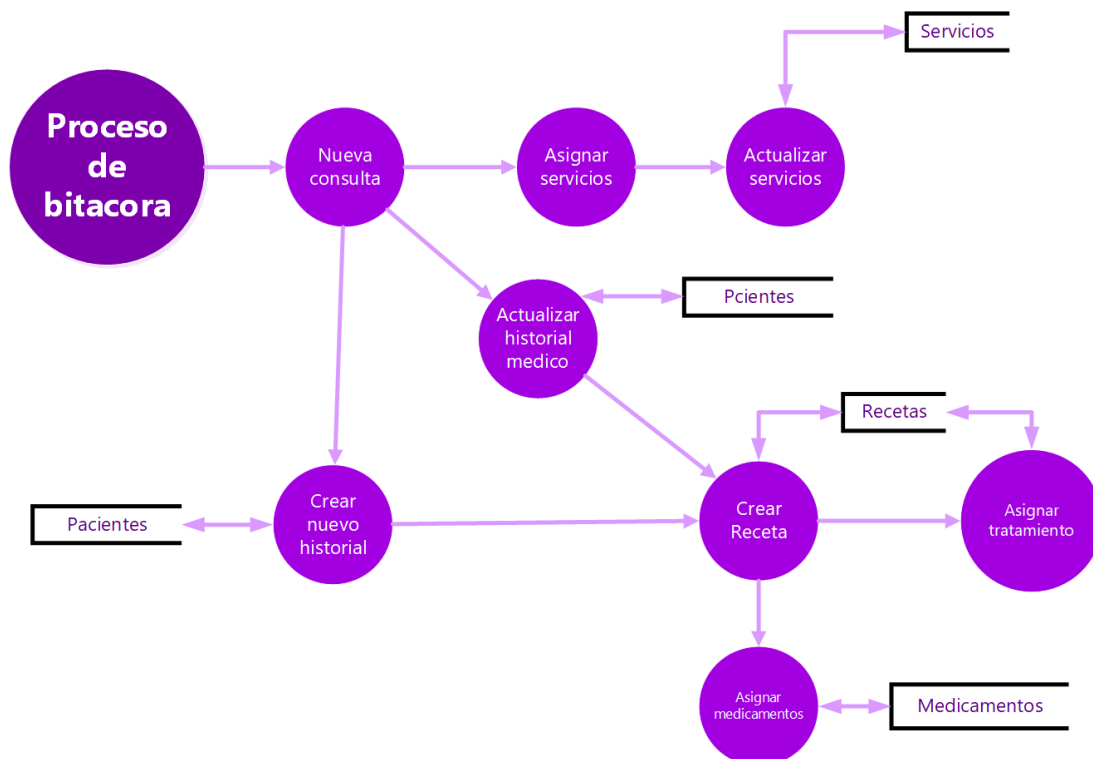 Servicios
Proceso
de
bitacora
Nueva
consulta
Asignar
servicios
Actualizar
servicios
Pcientes
Actualizar
historial
medico
Recetas
Pacientes
Crear
nuevo
historial
Crear
Receta
Asignar
tratamiento
Asignar
medicamentos
Medicamentos